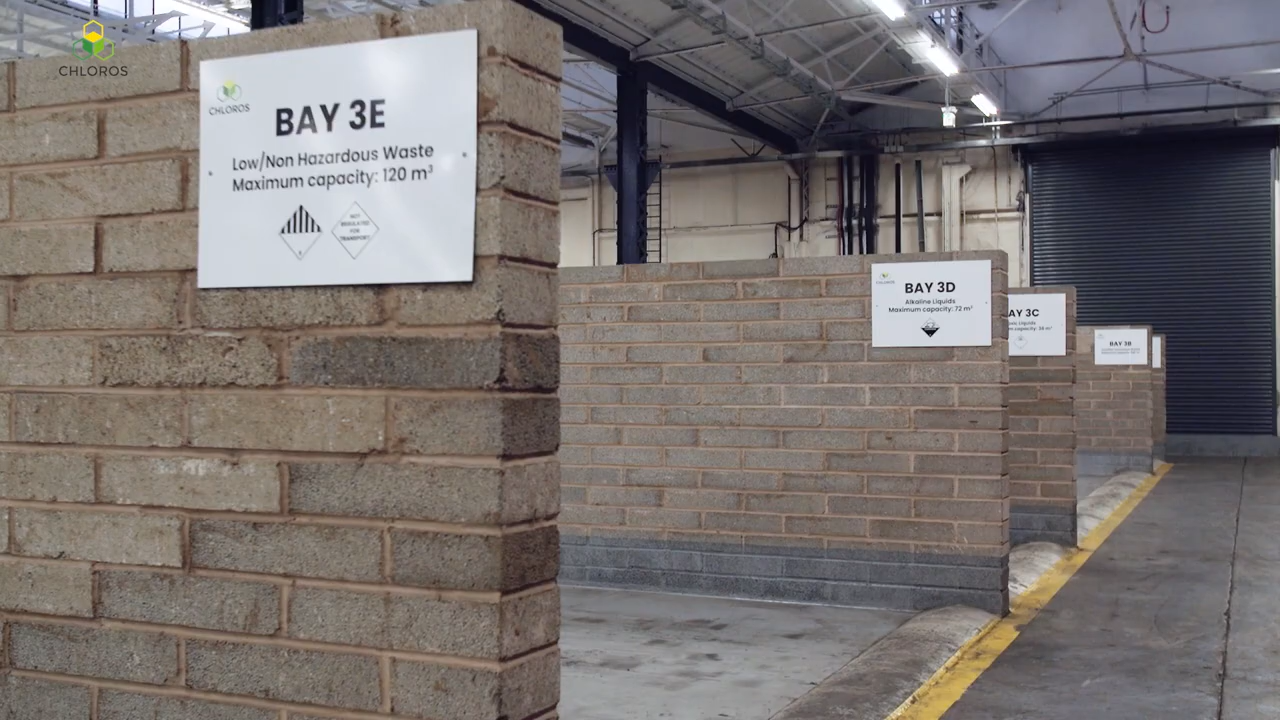 CHLOROS
CHLOROS
BAY 3E
Low/Non Hazardous Waste
Maximum capacity: 120 m³
NOT
REGULATED
FOR
TRANSPORT
BAY 3D
Alkaline Liquids
Maximum capacity: 72 m³
AY 3C
BAY 3B